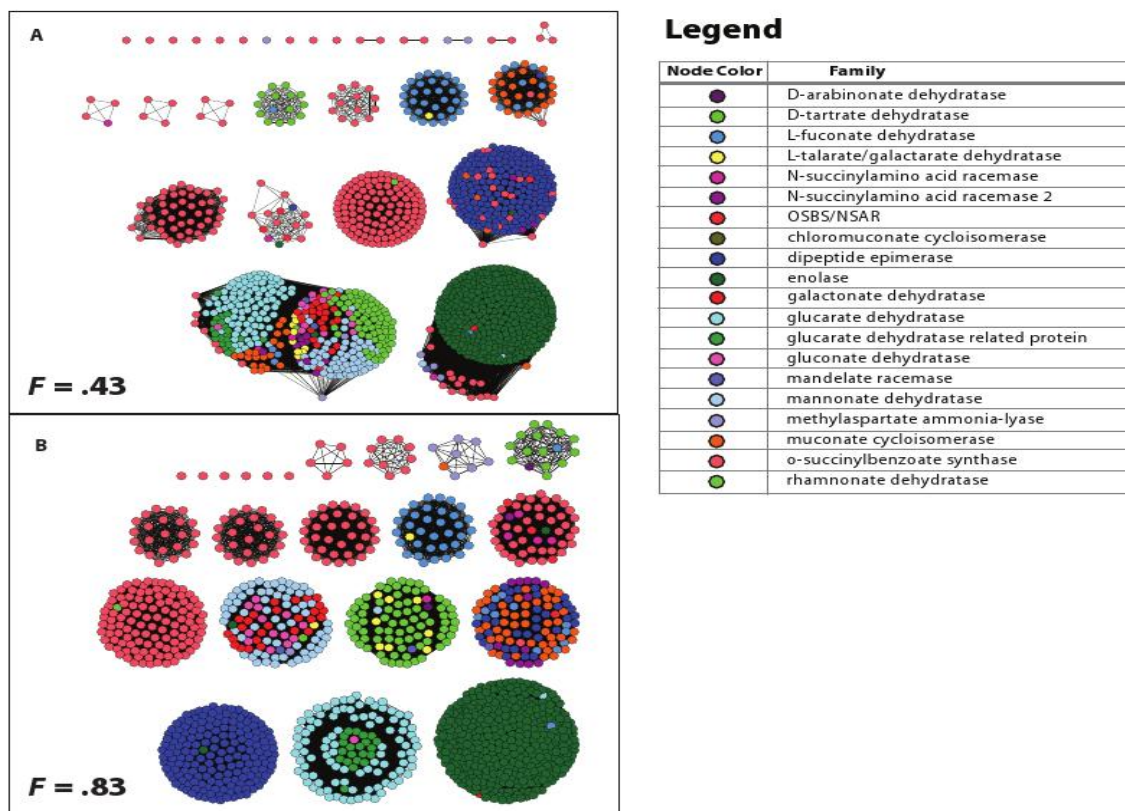 A
F = .43
B
F = .83
Legend
Node Color Family
D-arabinonate dehydratase
D-tartrate dehydratase
L-fuconate dehydratase
L-talarate/galactarate dehydratase
N-succinylamino acid racemase
N-succinylamino acid racemase 2
OSBS/NSAR
chloromuconate cycloisomerase
dipeptide epimerase
enolase
galactonate dehydratase
glucarate dehydratase
glucarate dehydratase related protein
gluconate dehydratase
mandelate racemase
mannonate dehydratase
methylaspartate ammonia-lyase
muconate cycloisomerase
o-succinylbenzoate synthase
rhamnonate dehydratase